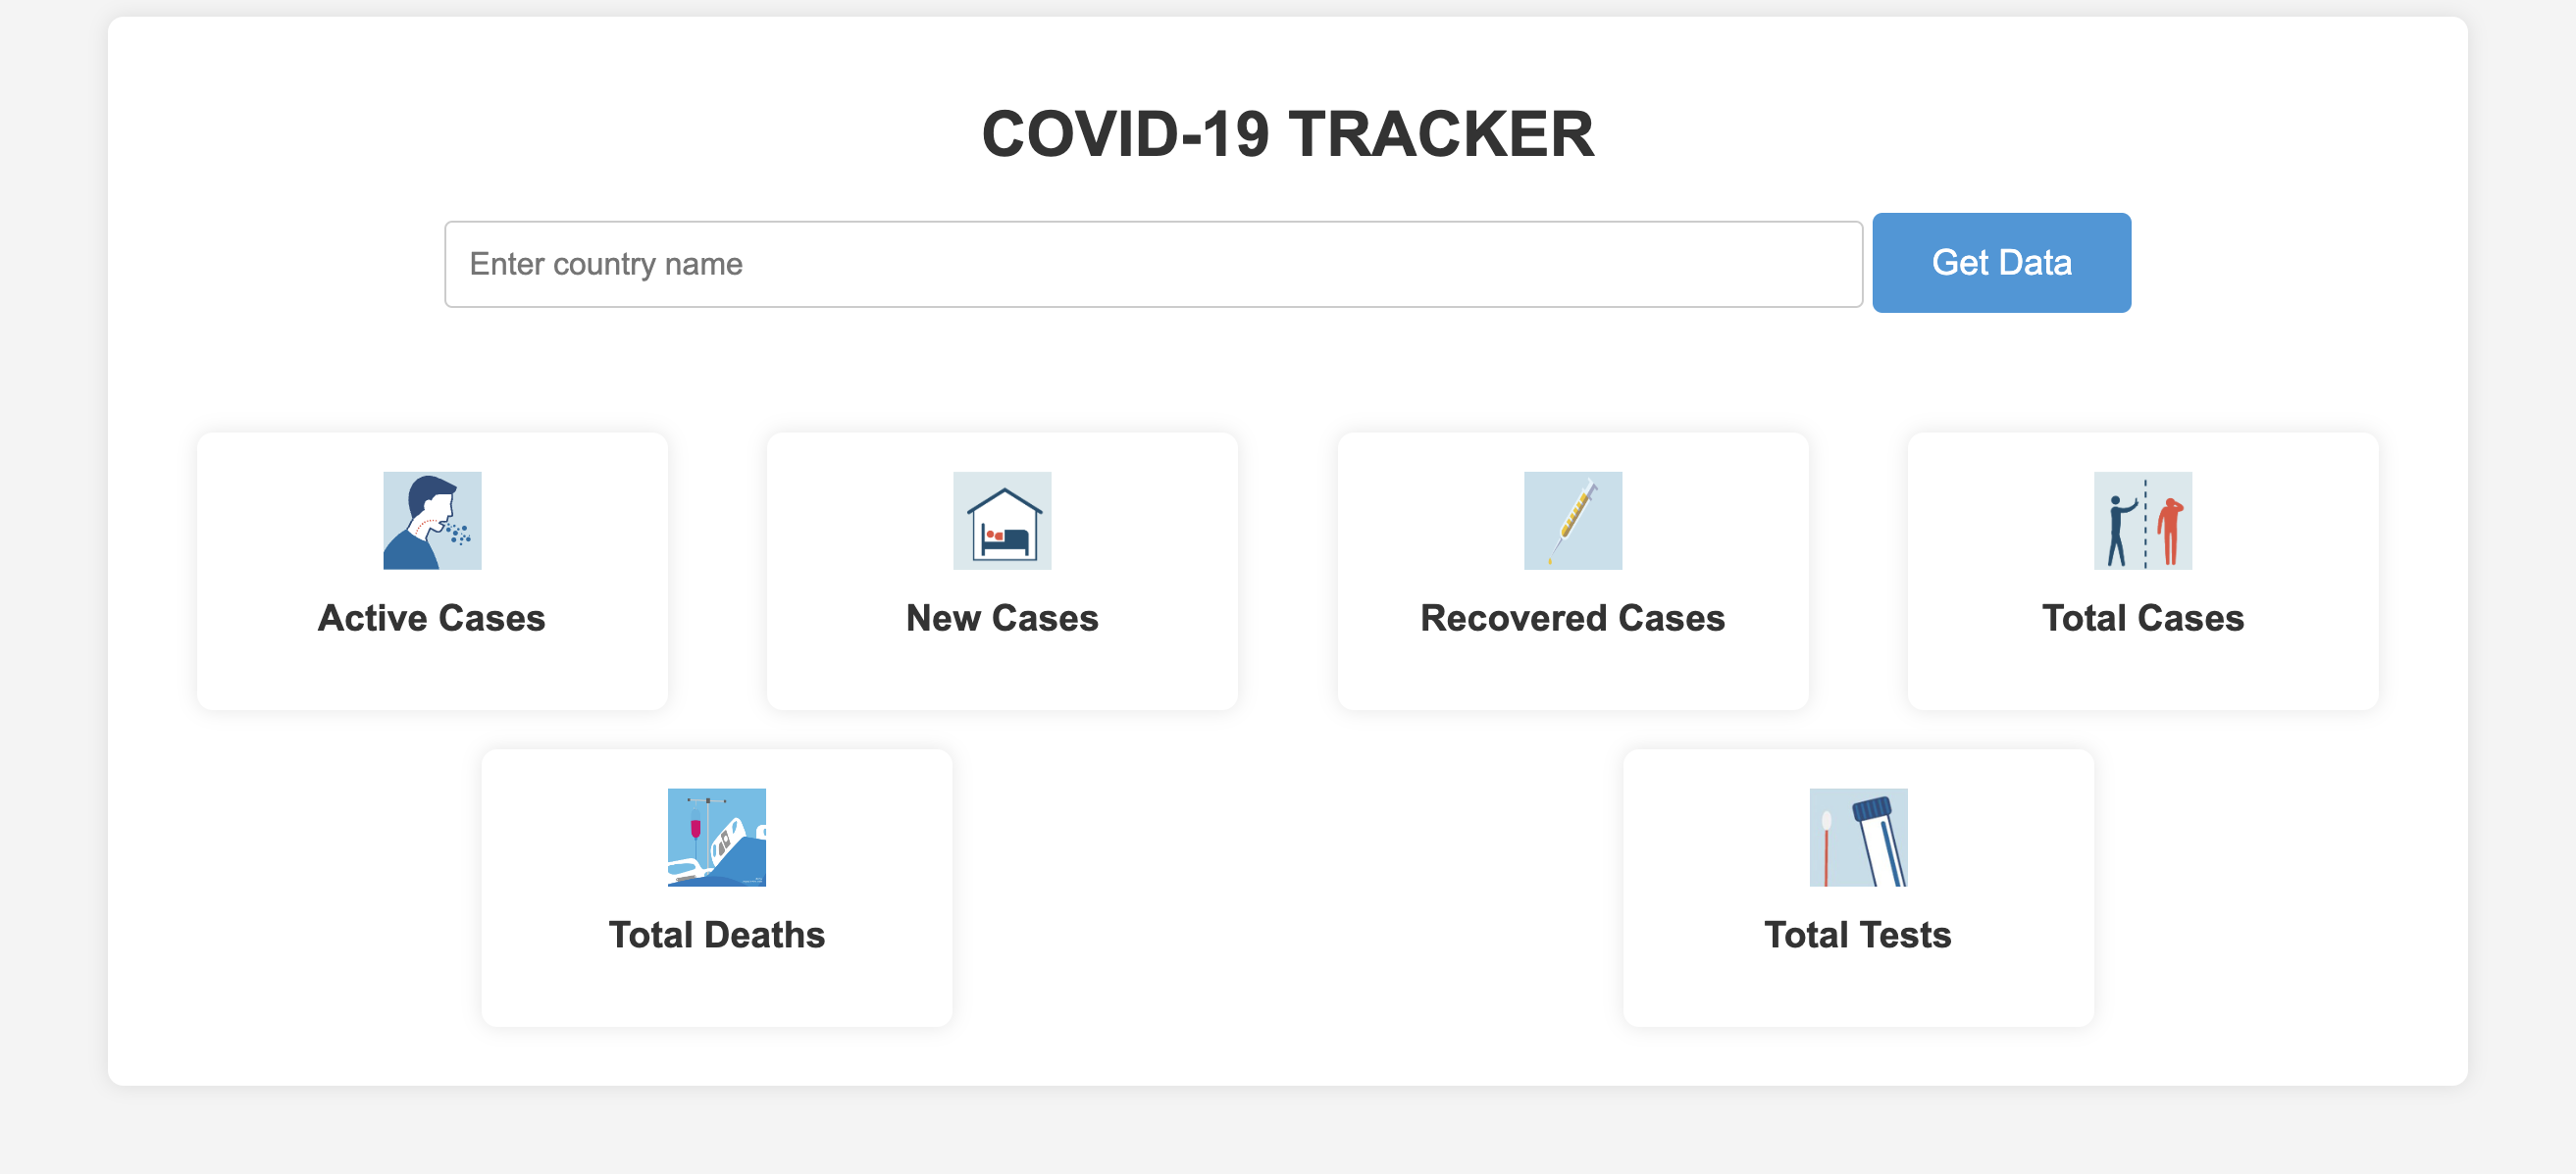 COVID-19 TRACKER
Enter country name
Get Data
Active Cases
New Cases
Recovered Cases
Total Cases
Total Deaths
Total Tests